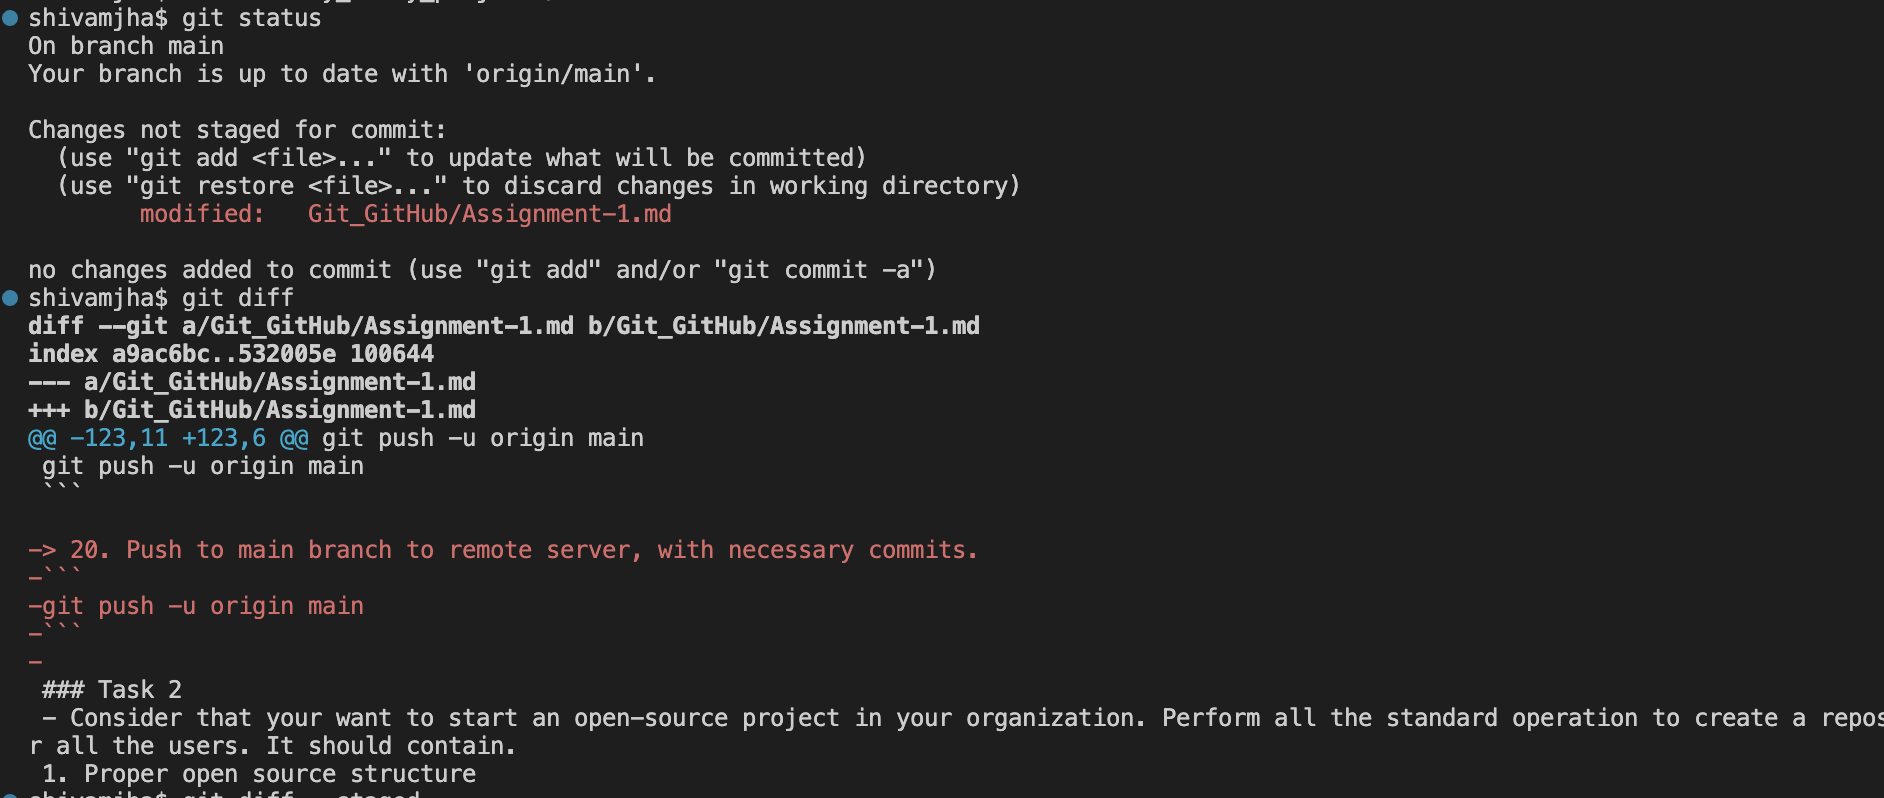 shivamjha$ git status
On branch main
Your branch is up to date with 'origin/main'.
Changes not staged for commit:
  (use "git add <file>..." to update what will be committed)
  (use "git restore <file>..." to discard changes in working directory)
        modified:   Git_GitHub/Assignment-1.md
no changes added to commit (use "git add" and/or "git commit -a")
shivamjha$ git diff
diff --git a/Git_GitHub/Assignment-1.md b/Git_GitHub/Assignment-1.md
index a9ac6bc..532005e 100644
--- a/Git_GitHub/Assignment-1.md
+++ b/Git_GitHub/Assignment-1.md
@@ -123,11 +123,6 @@ git push -u origin main
 git push -u origin main
 ```
-> 20. Push to main branch to remote server, with necessary commits.
-```
-git push -u origin main
-```
-
 ### Task 2
 - Consider that your want to start an open-source project in your organization. Perform all the standard operation to create a repos
r all the users. It should contain.
 1. Proper open source structure
shivamjha$ git diff --staged